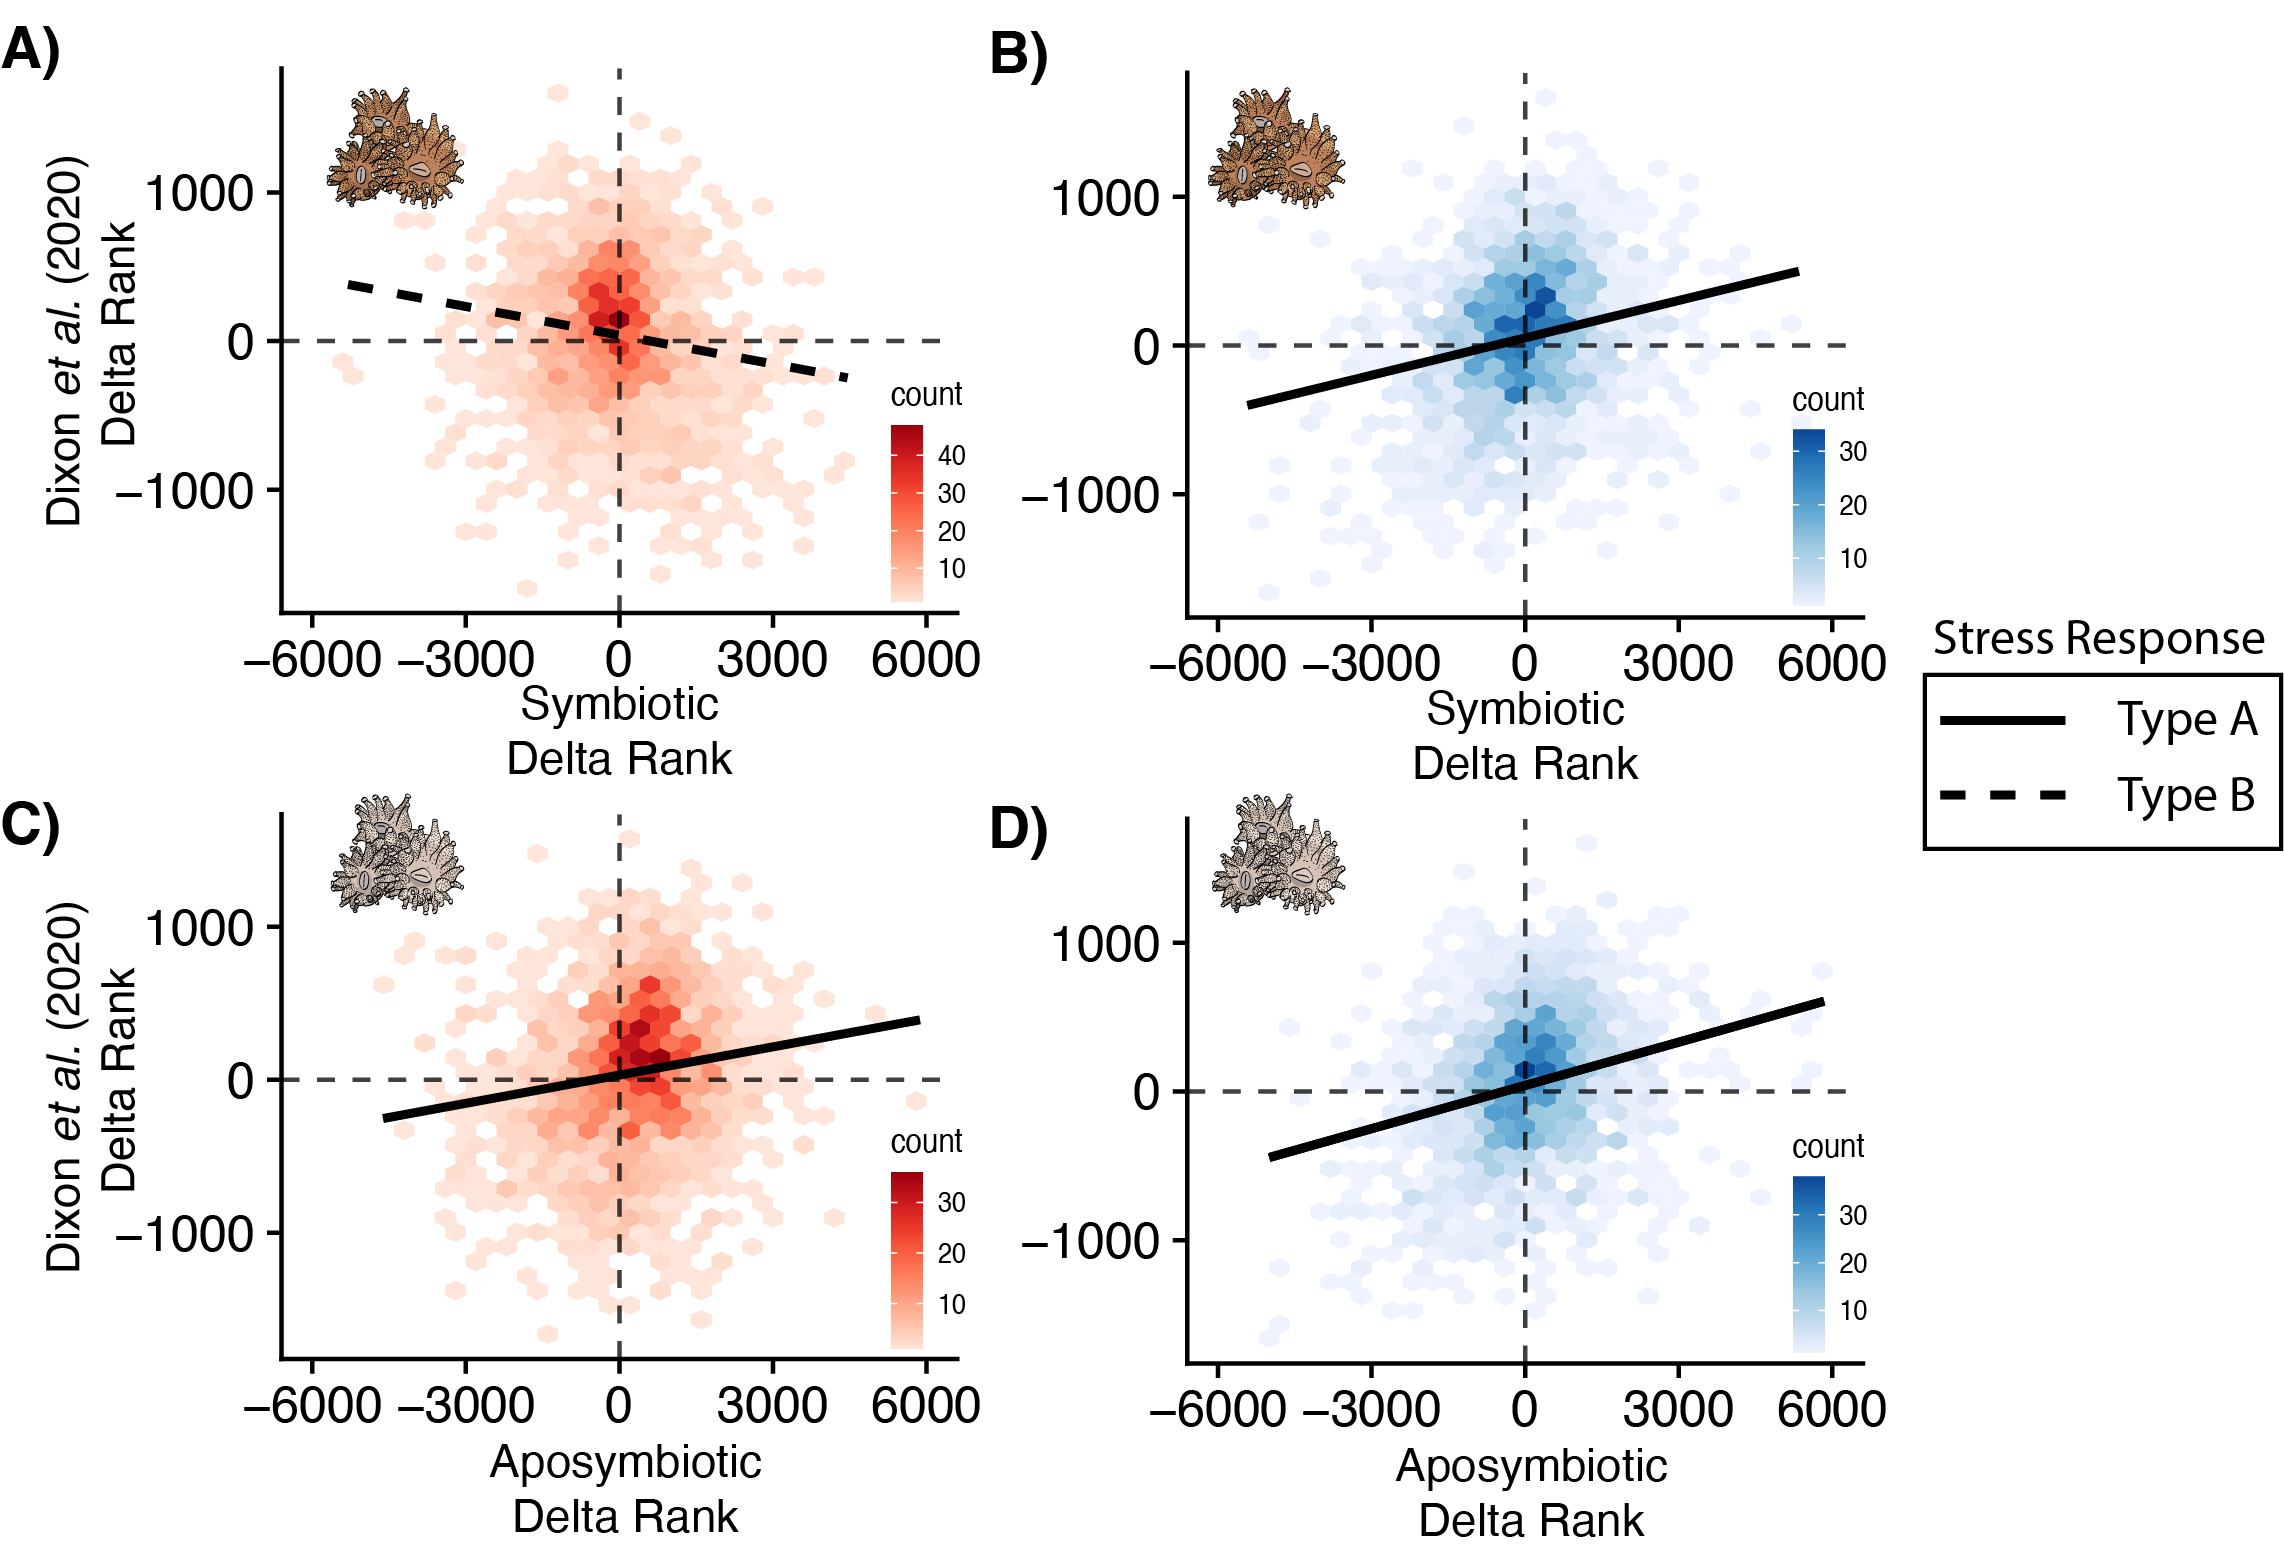 A)
Dixon et al. (2020)
Delta Rank
1000
0
−1000
count
40
30
20
10
−6000 −3000 0 3000 6000
Symbiotic
Delta Rank
B)
1000
0
−1000
count
30
20
10
−6000 −3000 0 3000 6000
Symbiotic
Delta Rank
Stress Response
Type A
Type B
C)
Dixon et al. (2020)
Delta Rank
1000
0
−1000
count
30
20
10
−6000 −3000 0 3000 6000
Aposymbiotic
Delta Rank
D)
1000
0
−1000
count
30
20
10
−6000 −3000 0 3000 6000
Aposymbiotic
Delta Rank